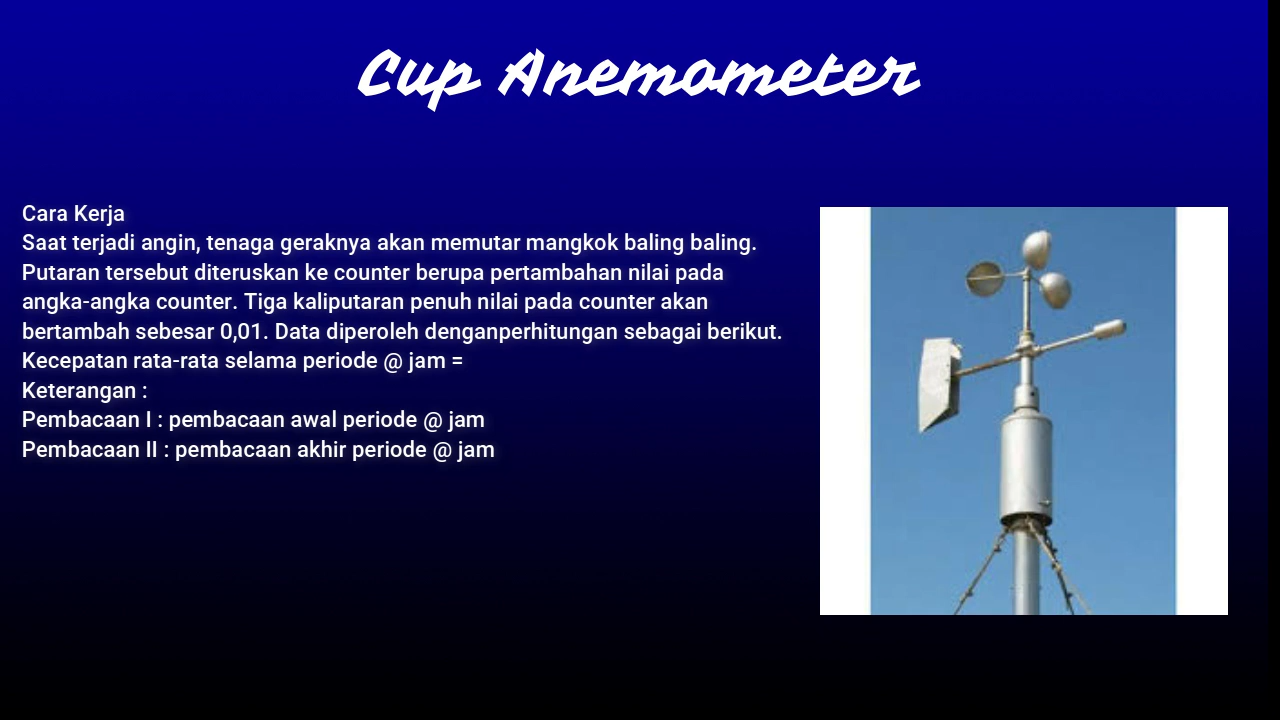 Cup Anemometer
Cara Kerja
Saat terjadi angin, tenaga geraknya akan memutar mangkok baling baling.
Putaran tersebut diteruskan ke counter berupa pertambahan nilai pada
angka-angka counter. Tiga kaliputaran penuh nilai pada counter akan
bertambah sebesar 0,01. Data diperoleh denganperhitungan sebagai berikut.
Kecepatan rata-rata selama periode @ jam =
Keterangan :
Pembacaan I : pembacaan awal periode @ jam
Pembacaan II : pembacaan akhir periode @ jam